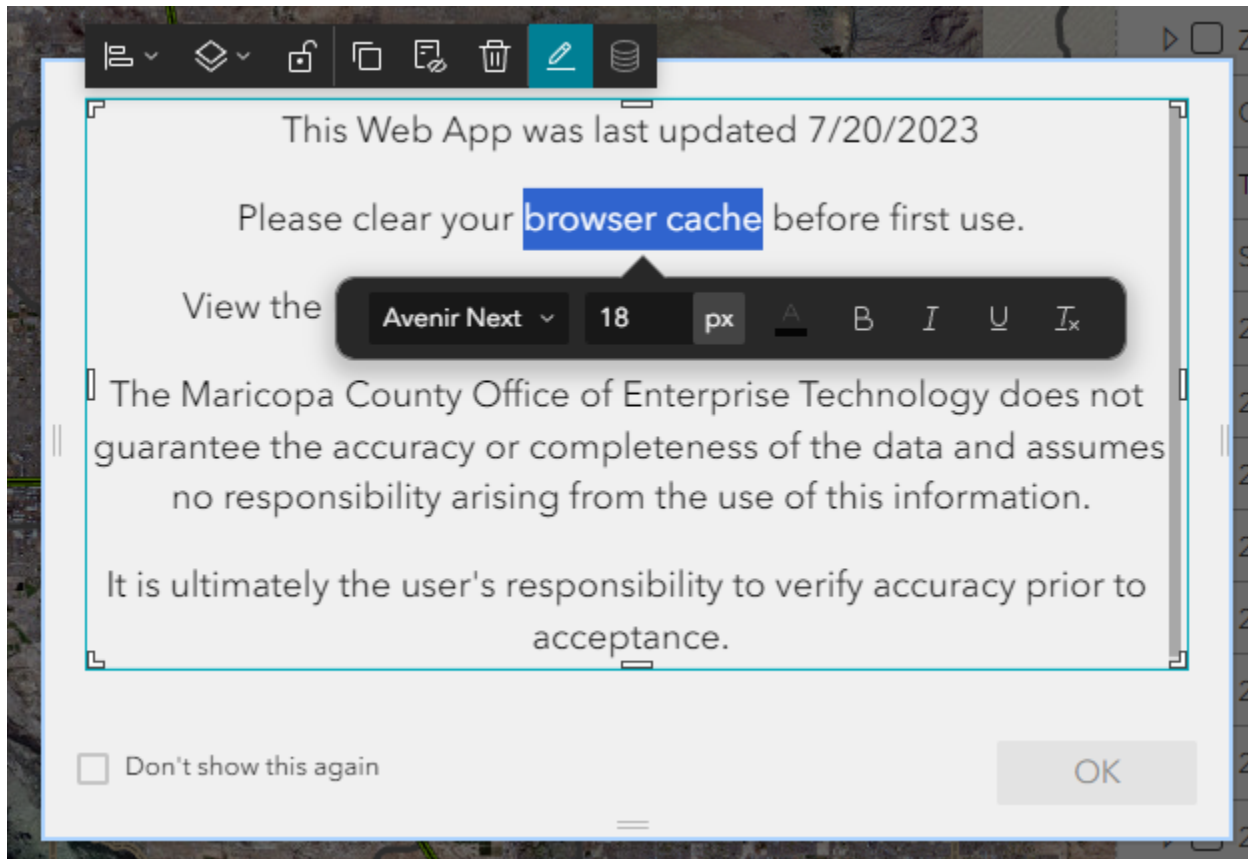 This Web App was last updated 7/20/2023
Please clear your browser cache before first use.
View the
Avenir Next 18 px A B I U Tx
The Maricopa County Office of Enterprise Technology does not
guarantee the accuracy or completeness of the data and assumes
no responsibility arising from the use of this information.
It is ultimately the user's responsibility to verify accuracy prior to
acceptance.
Don't show this again
OK